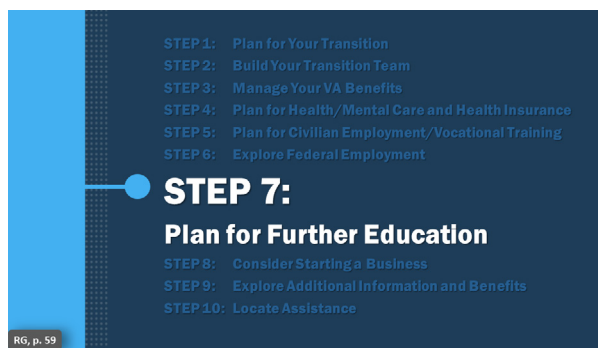 STEP 1: Plan for Your Transition
STEP 2: Build Your Transition Team
STEP 3: Manage Your VA Benefits
STEP 4: Plan for Health/Mental Care and Health Insurance
STEP 5: Plan for Civilian Employment/Vocational Training
STEP 6: Explore Federal Employment
STEP 7:
Plan for Further Education
STEP 8: Consider Starting a Business
STEP 9: Explore Additional Information and Benefits
STEP 10: Locate Assistance
RG, p. 59